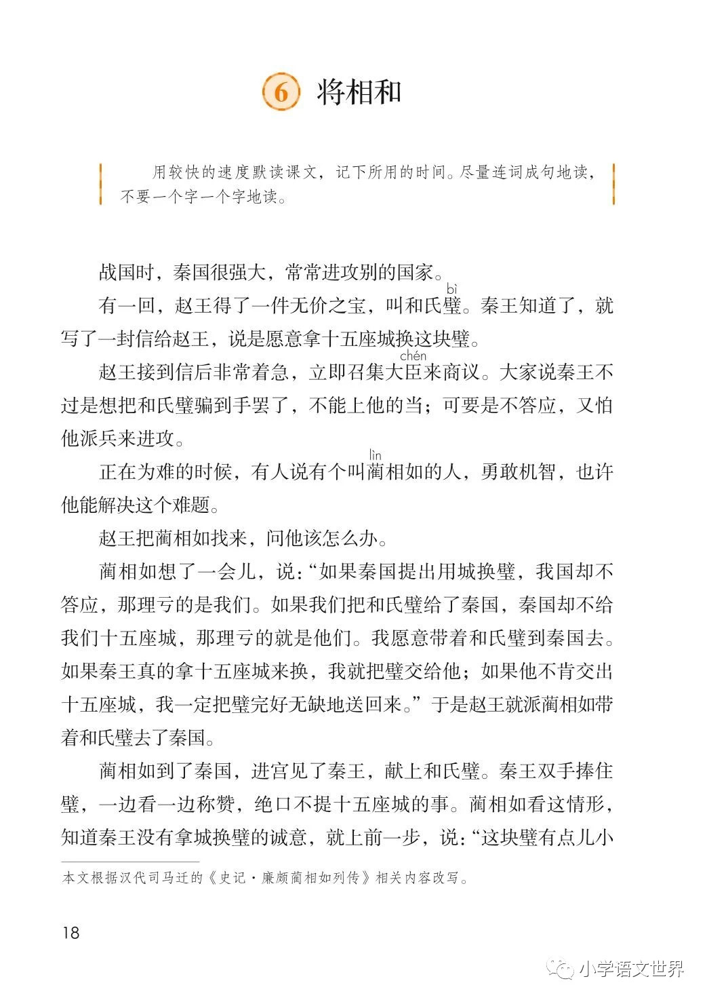 6 将相和
用较快的速度默读课文，记下所用的时间。尽量连词成句地读，
不要一个字一个字地读。
战国时，秦国很强大，常常进攻别的国家。
bì
有一回，赵王得了一件无价之宝，叫和氏璧。秦王知道了，就
写了一封信给赵王，说是愿意拿十五座城换这块璧。
chén
赵王接到信后非常着急，立即召集大臣来商议。大家说秦王不
过是想把和氏璧骗到手罢了，不能上他的当；可要是不答应，又怕
他派兵来进攻。
lìn
正在为难的时候，有人说有个叫蔺相如的人，勇敢机智，也许
他能解决这个难题。
赵王把蔺相如找来，问他该怎么办。
蔺相如想了一会儿，说：“如果秦国提出用城换璧，我国却不
答应，那理亏的是我们。如果我们把和氏璧给了秦国，秦国却不给
我们十五座城，那理亏的就是他们。我愿意带着和氏璧到秦国去。
如果秦王真的拿十五座城来换，我就把璧交给他；如果他不肯交出
十五座城，我一定把璧完好无缺地送回来。”于是赵王就派蔺相如带
着和氏璧去了秦国。
蔺相如到了秦国，进宫见了秦王，献上和氏璧。秦王双手捧住
璧，一边看一边称赞，绝口不提十五座城的事。蔺相如看这情形，
知道秦王没有拿城换璧的诚意，就上前一步，说：“这块璧有点儿小
本文根据汉代司马迁的《史记·廉颇蔺相如列传》相关内容改写。
18
小学语文世界